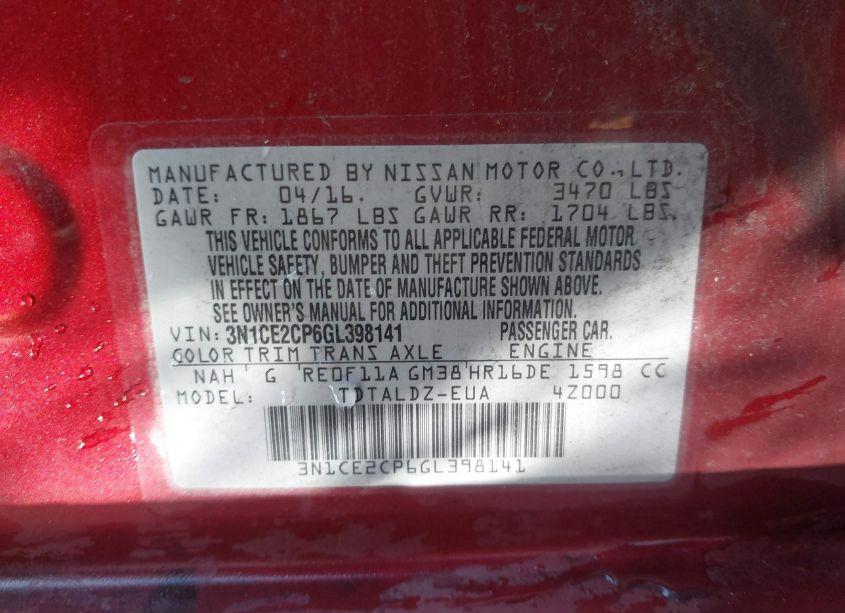 MANUFACTURED BY NISSAN MOTOR CO.,LTD.
DATE: 04/16. GVWR: 3470 LBS
GAWR FR: 1867 LBS GAWR RR: 1704 LBS.
THIS VEHICLE CONFORMS TO ALL APPLICABLE FEDERAL MOTOR
VEHICLE SAFETY, BUMPER AND THEFT PREVENTION STANDARDS
IN EFFECT ON THE DATE OF MANUFACTURE SHOWN ABOVE.
SEE OWNER'S MANUAL FOR ADDITIONAL INFORMATION.
VIN: 3N1CE2CP6GL398141 PASSENGER CAR.
COLOR TRIM TRANS AXLE ENGINE
NAH G RE0F11A GM38 HR16DE 1598 CC
MODEL: TDTALDZ-EUA 4Z000
3N1CE2CP6GL398141